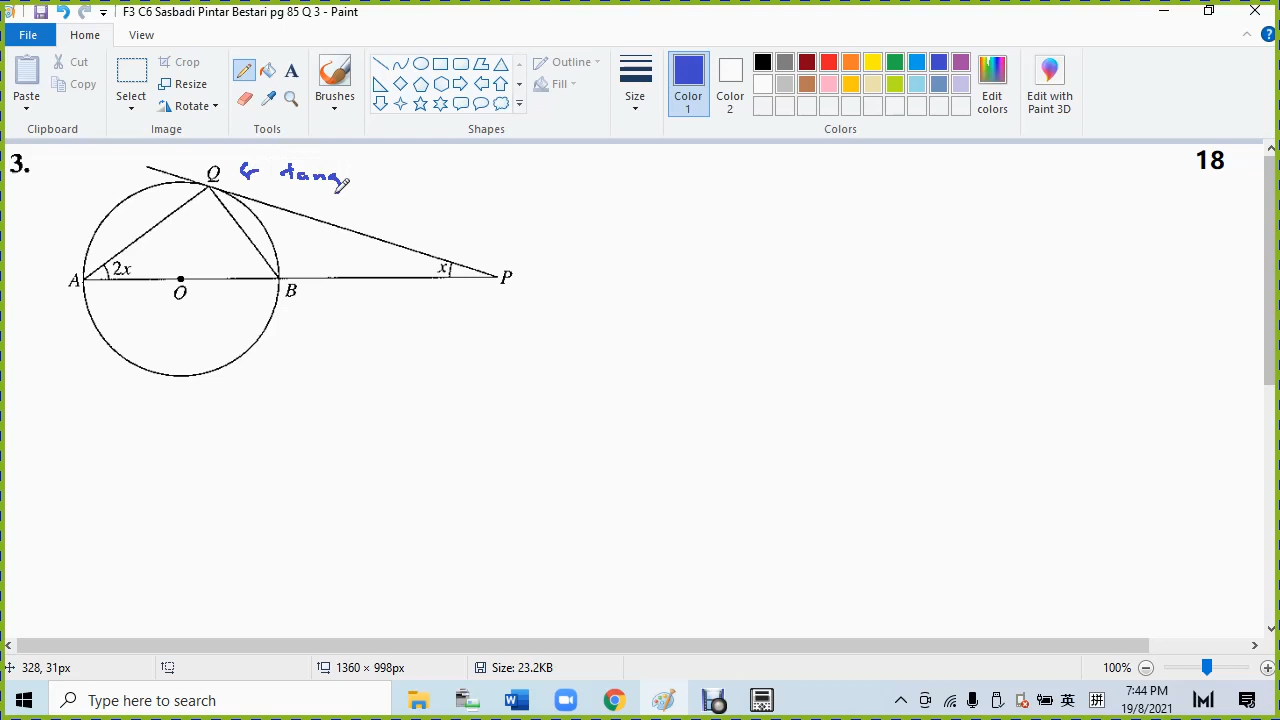 F3 C6 Sasbadi Pintar Bestari pg 85 Q 3 - Paint
File
Home
View
Paste
Cut
Copy
Clipboard
Select
Crop
Resize
Rotate
Image
A
Tools
Brushes
Outline
Fill
Shapes
Size
Color
1
Color
2
Colors
Edit
colors
Edit with
Paint 3D
3.
18
Q
tang
A
2x
O
B
x
P
328, 31px
1360 × 998px
Size: 23.2KB
100%
Type here to search
英
拼
7:44 PM
19/8/2021